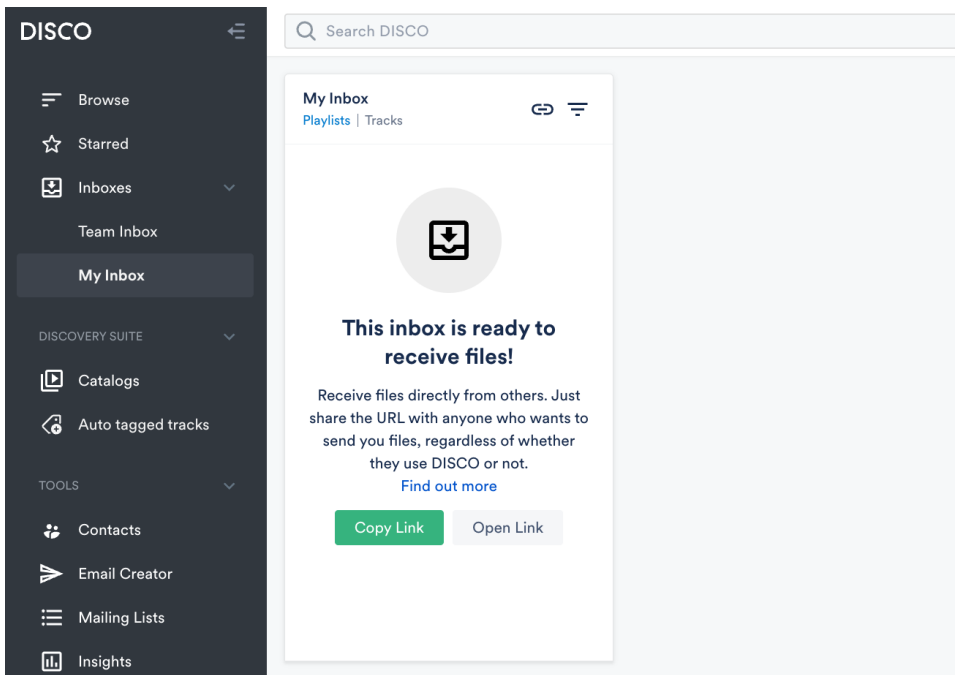 DISCO
Browse
Starred
Inboxes
Team Inbox
My Inbox
DISCOVERY SUITE
Catalogs
Auto tagged tracks
TOOLS
Contacts
Email Creator
Mailing Lists
Insights
Search DISCO
My Inbox
Playlists | Tracks
This inbox is ready to
receive files!
Receive files directly from others. Just
share the URL with anyone who wants to
send you files, regardless of whether
they use DISCO or not.
Find out more
Copy Link
Open Link